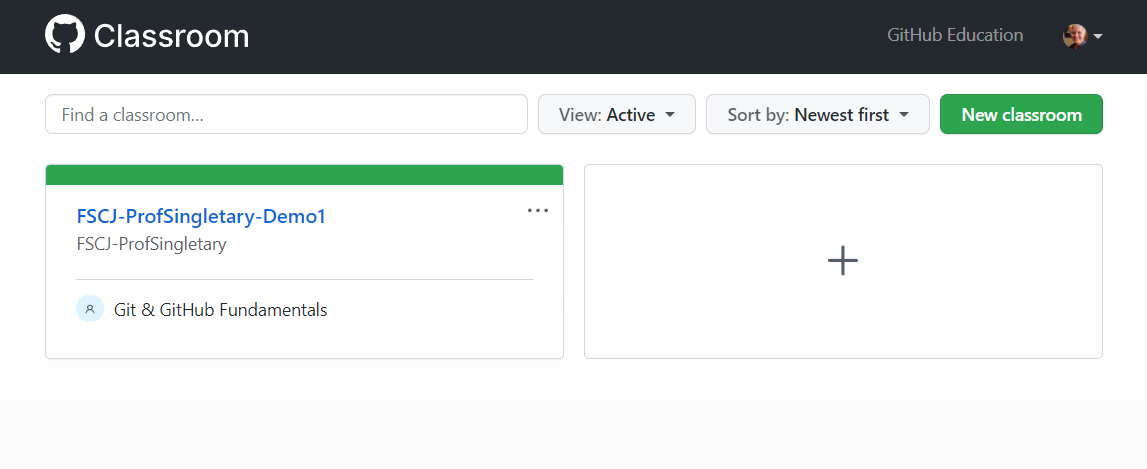 Classroom
GitHub Education
Find a classroom...
View: Active
Sort by: Newest first
New classroom
FSCJ-ProfSingletary-Demo1
FSCJ-ProfSingletary
Git & GitHub Fundamentals